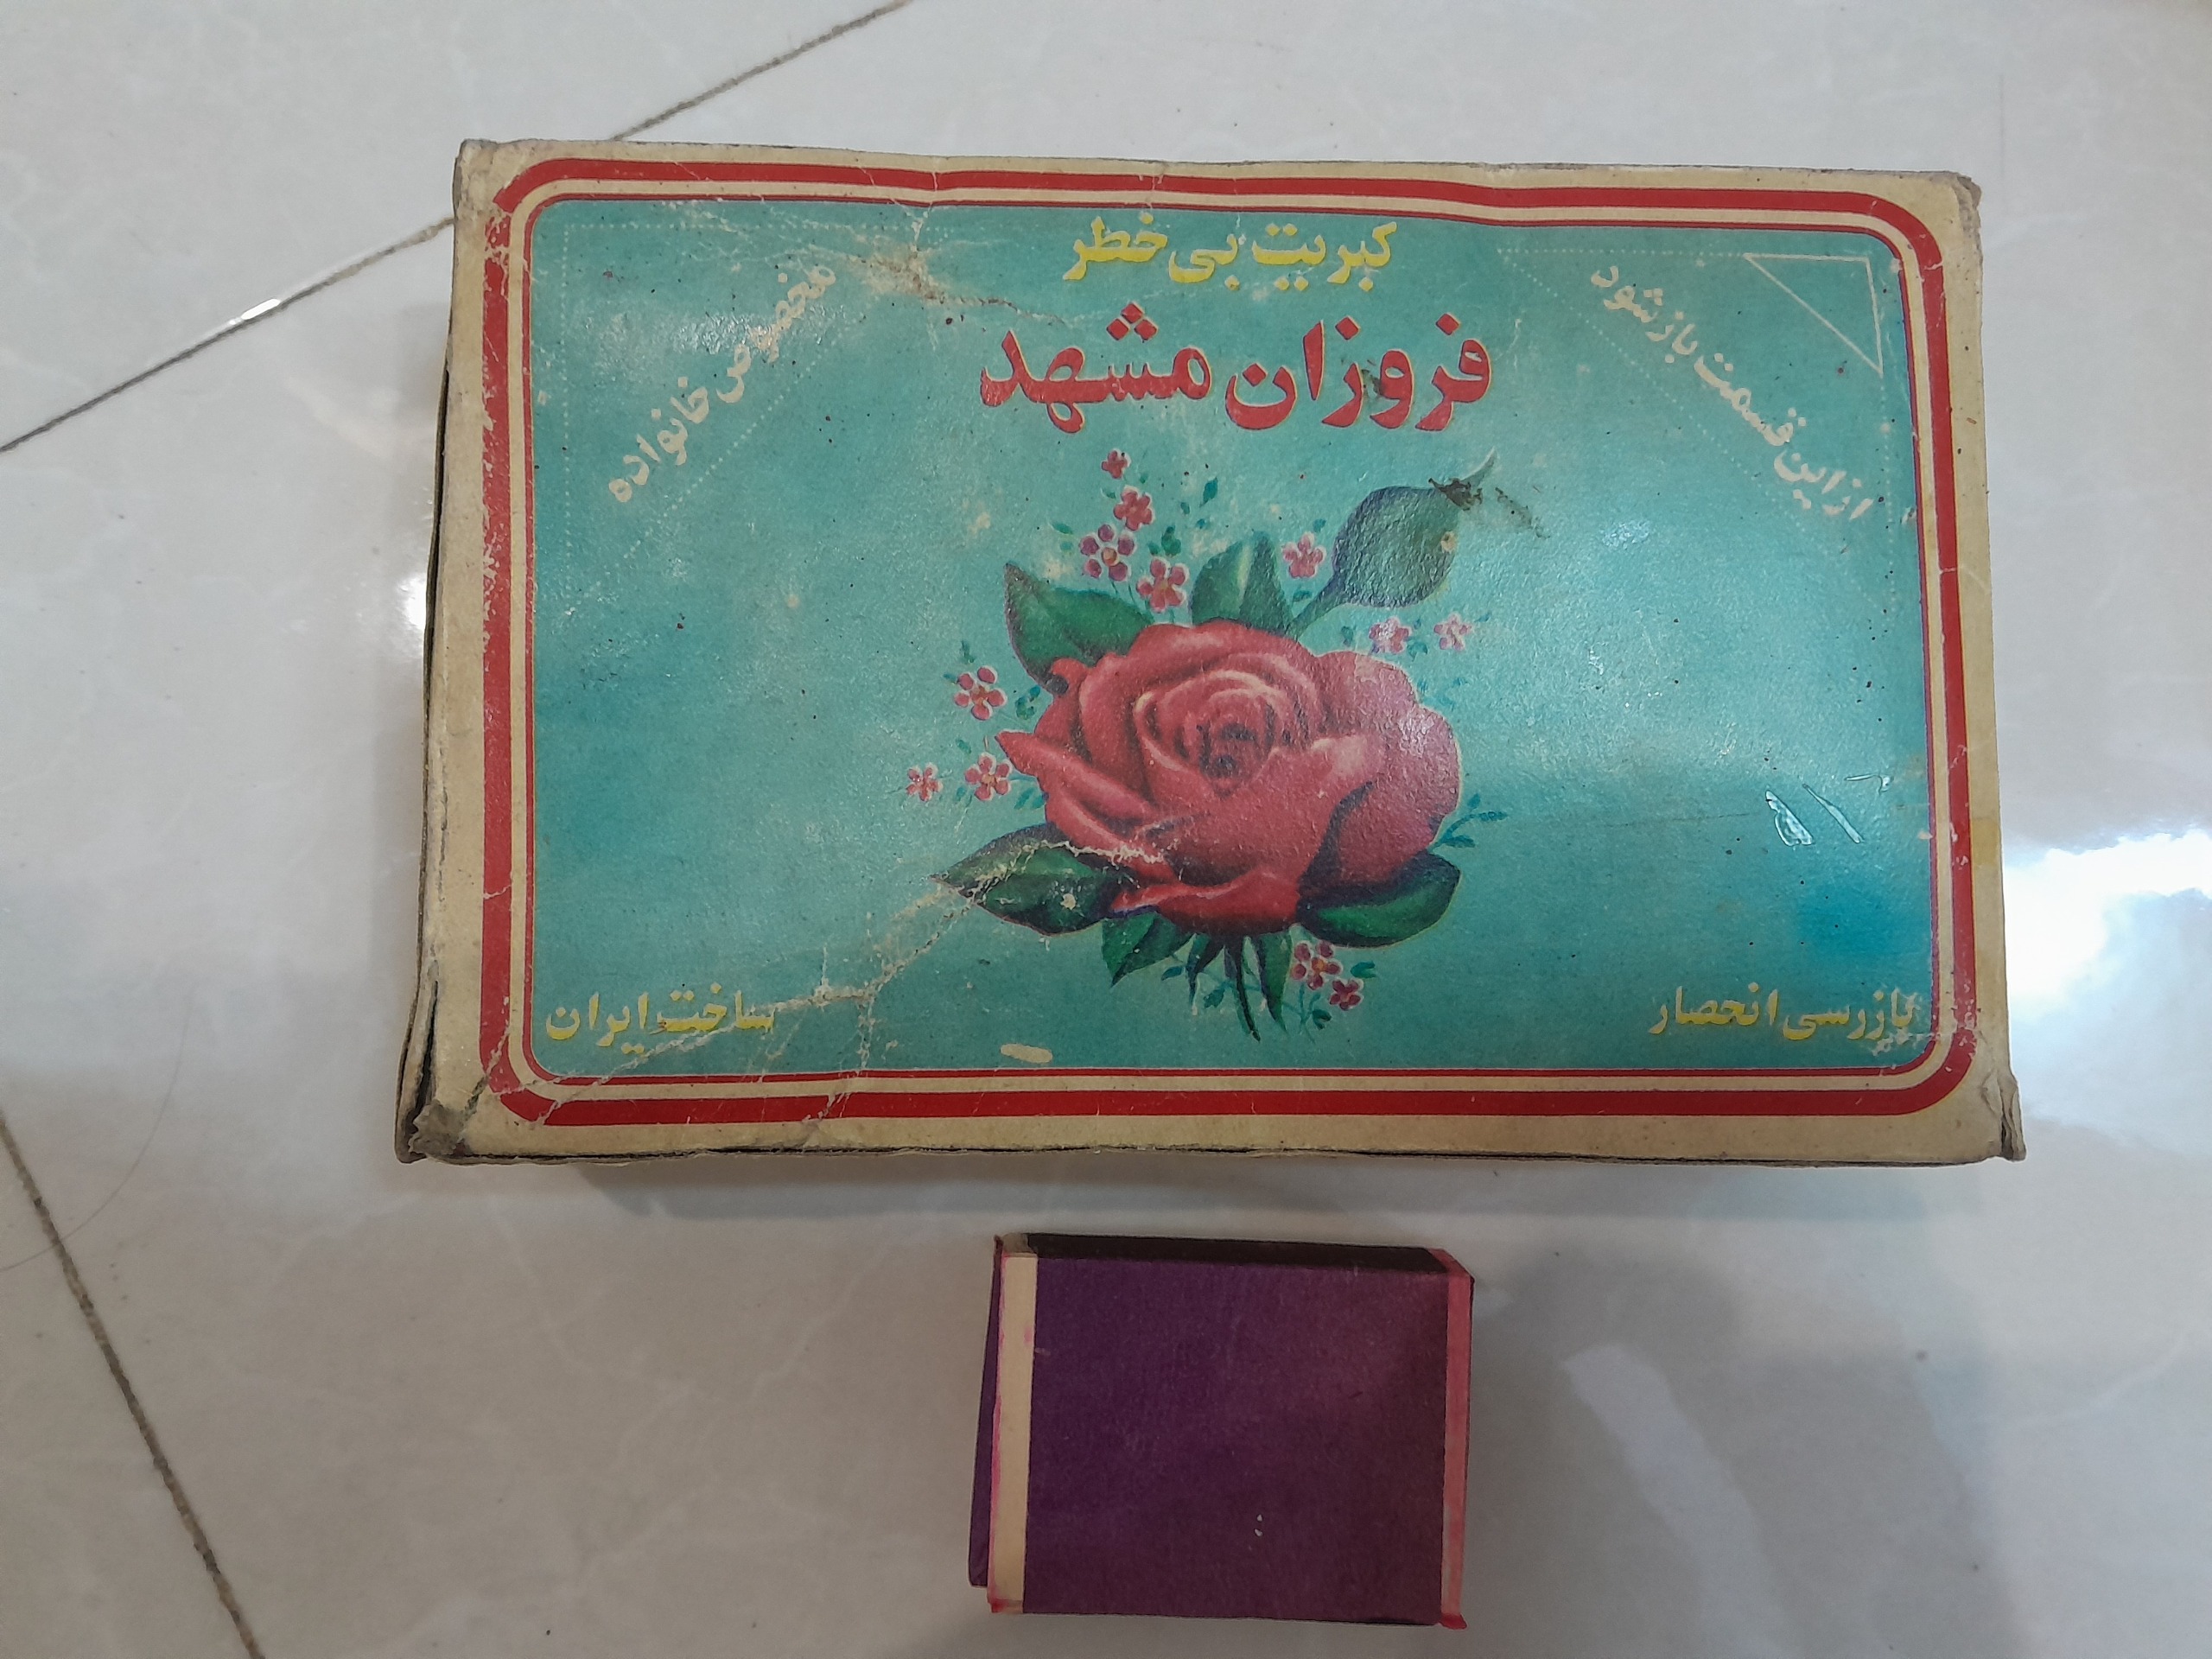 کبریت بی خطر
فروزان مشهد
از این قسمت باز شود
مخصوص خانواده
بازرسی انحصار
ساخت ایران